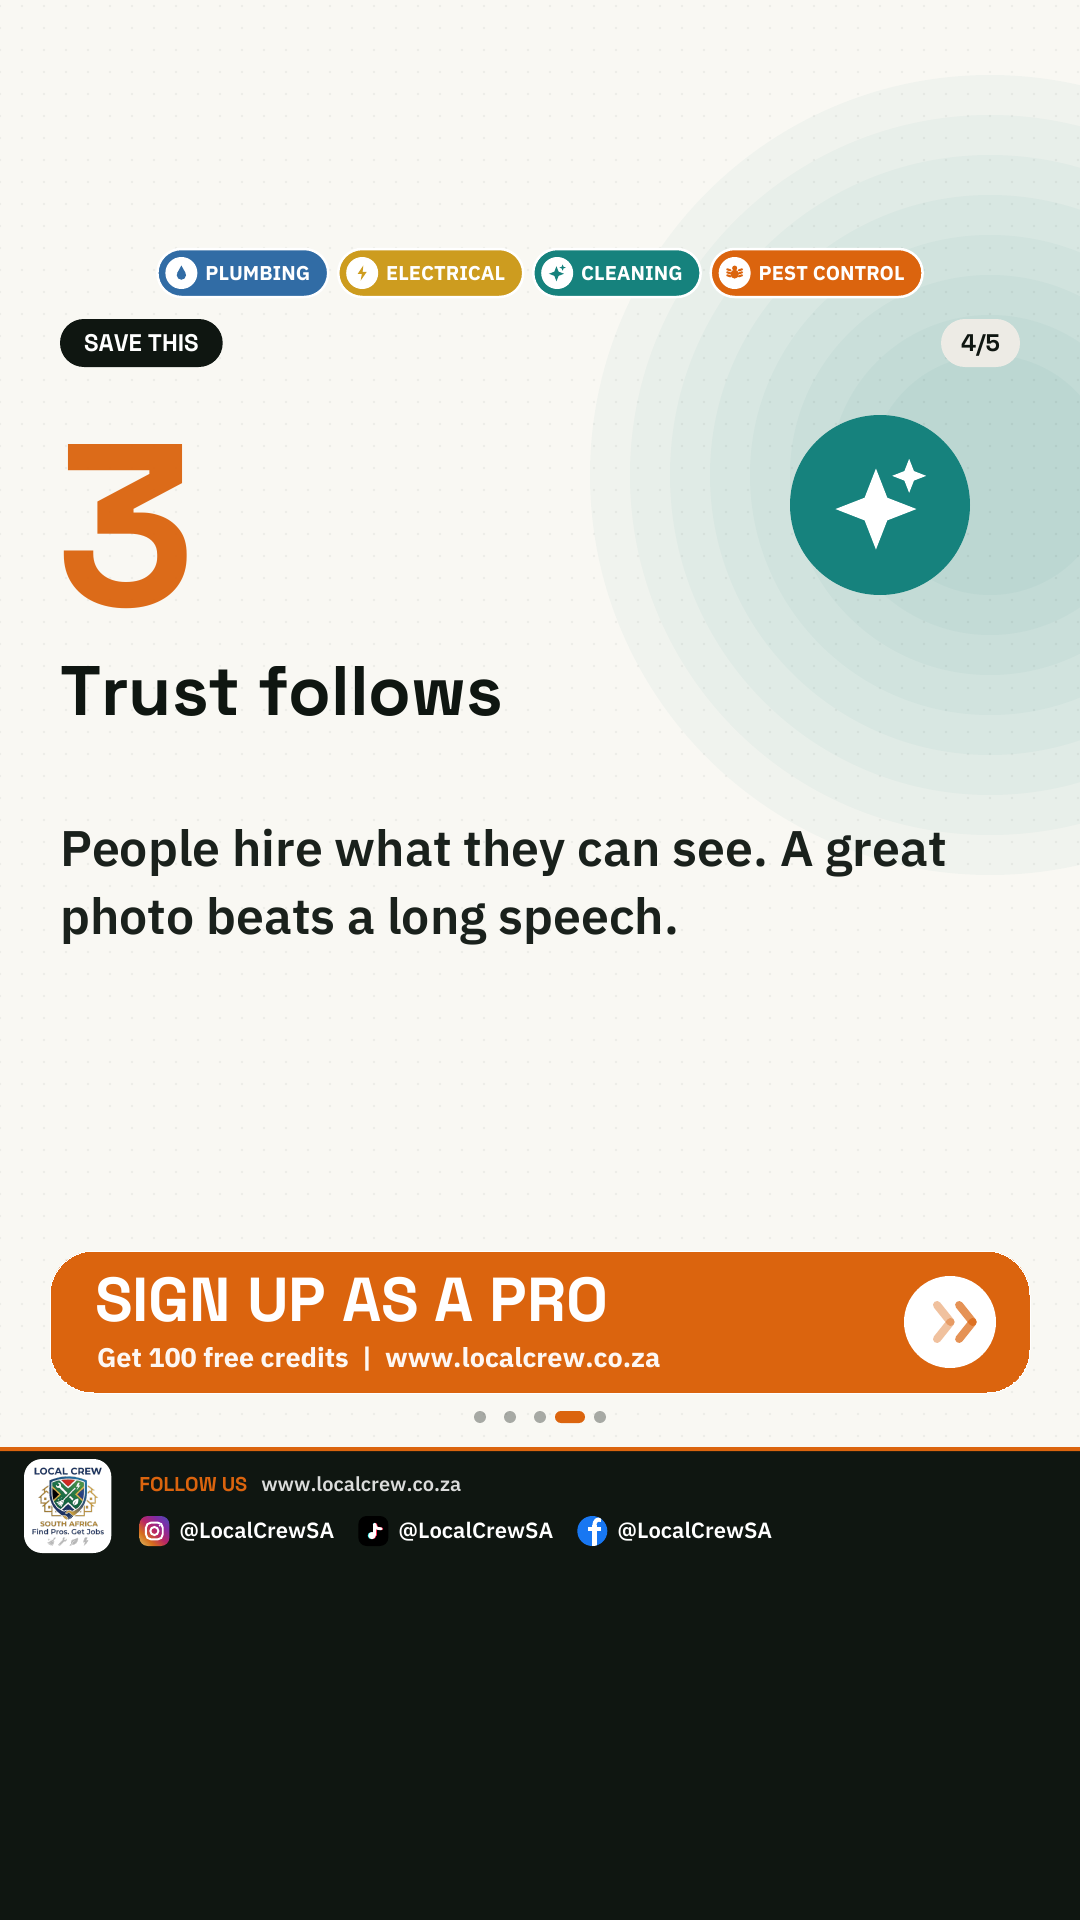 PLUMBING
ELECTRICAL
CLEANING
PEST CONTROL
SAVE THIS
4/5
3
Trust follows
People hire what they can see. A great
photo beats a long speech.
SIGN UP AS A PRO
Get 100 free credits | www.localcrew.co.za
LOCAL CREW
SOUTH AFRICA
Find Pros. Get Jobs
FOLLOW US www.localcrew.co.za
@LocalCrewSA @LocalCrewSA @LocalCrewSA